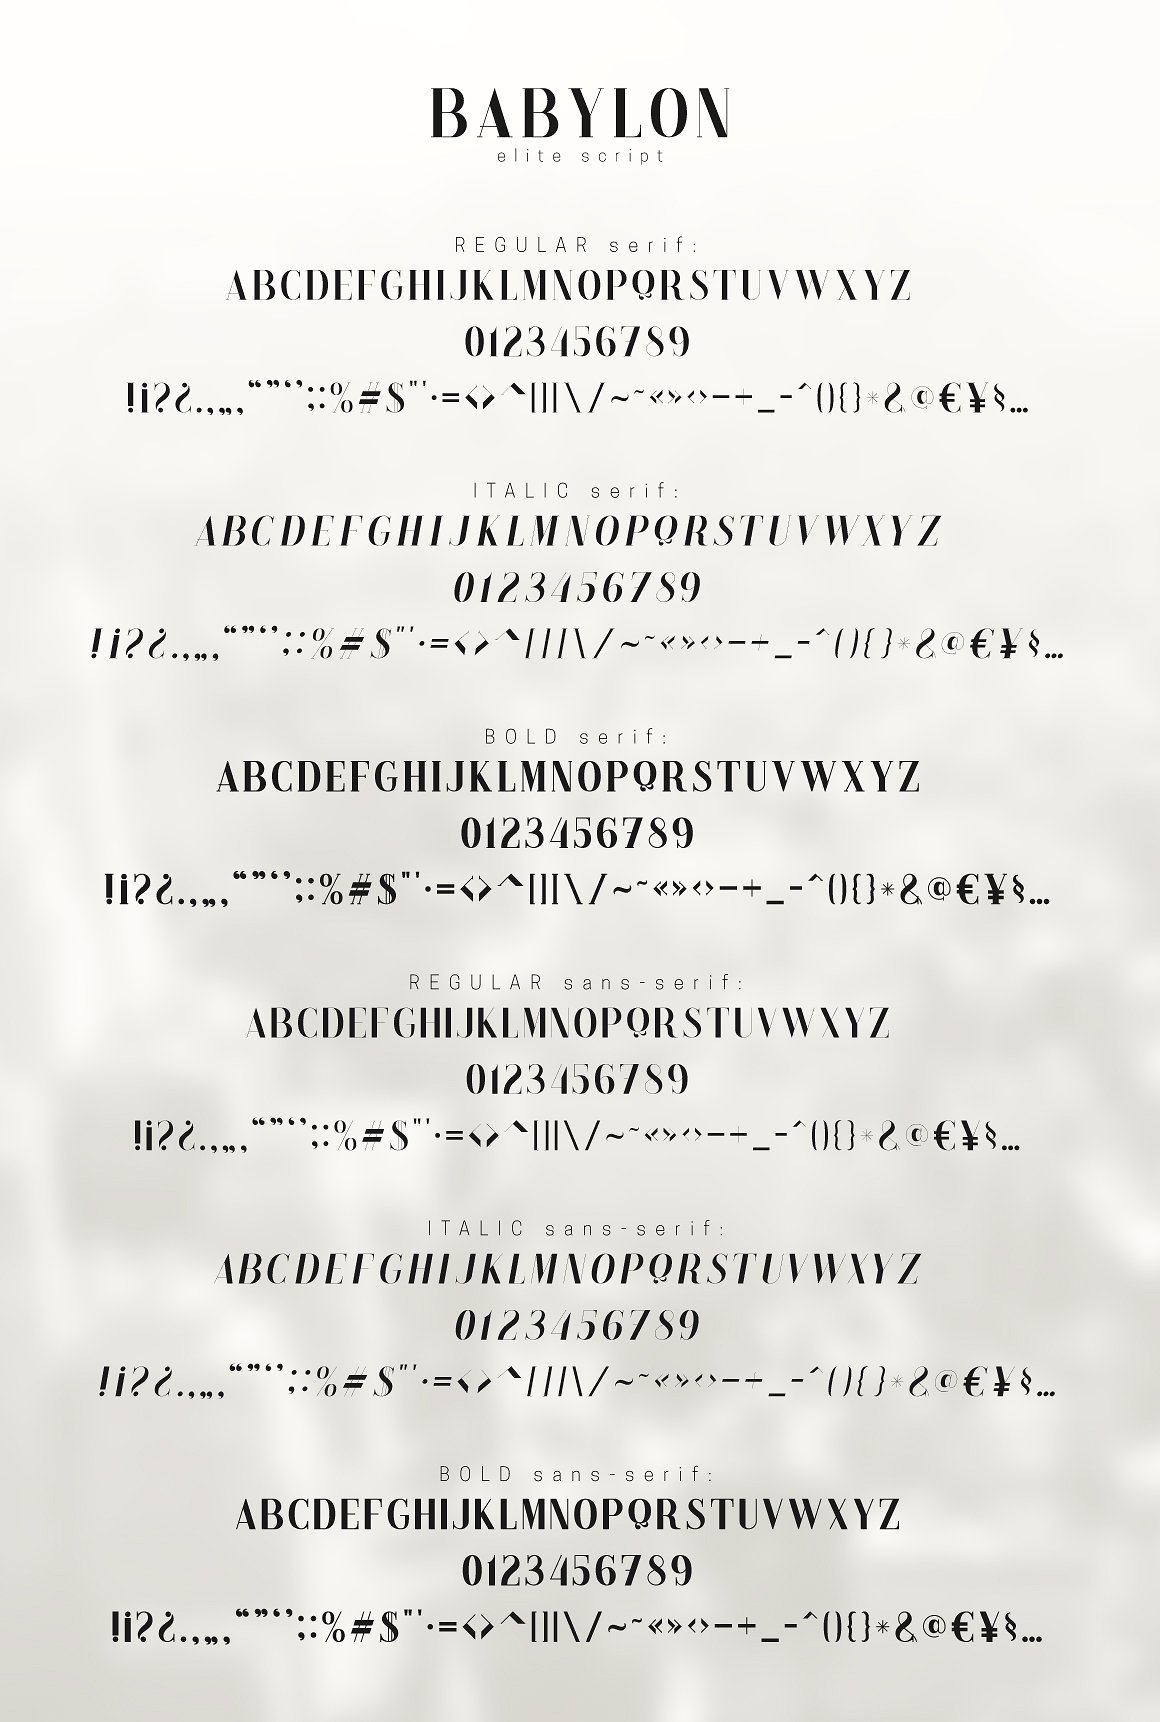 BABYLON
elite script
REGULAR serif:
ABCDEFGHIJKLMNOPQRSTUVWXYZ
0123456789
!¡?¿.,„‚“”‘’;:%#$"'·=<>^[|]\/~˜«»‹›–+_-ˆ(){}*&@€¥§…
ITALIC serif:
ABCDEFGHIJKLMNOPQRSTUVWXYZ
0123456789
!¡?¿.,„‚“”‘’;:%#$"'·=<>^[|]\/~˜«»‹›–+_-ˆ(){}*&@€¥§…
BOLD serif:
ABCDEFGHIJKLMNOPQRSTUVWXYZ
0123456789
!¡?¿.,„‚“”‘’;:%#$"'·=<>^[|]\/~˜«»‹›–+_-ˆ(){}*&@€¥§…
REGULAR sans-serif:
ABCDEFGHIJKLMNOPQRSTUVWXYZ
0123456789
!¡?¿.,„‚“”‘’;:%#$"'·=<>^[|]\/~˜«»‹›–+_-ˆ(){}*&@€¥§…
ITALIC sans-serif:
ABCDEFGHIJKLMNOPQRSTUVWXYZ
0123456789
!¡?¿.,„‚“”‘’;:%#$"'·=<>^[|]\/~˜«»‹›–+_-ˆ(){}*&@€¥§…
BOLD sans-serif:
ABCDEFGHIJKLMNOPQRSTUVWXYZ
0123456789
!¡?¿.,„‚“”‘’;:%#$"'·=<>^[|]\/~˜«»‹›–+_-ˆ(){}*&@€¥§…